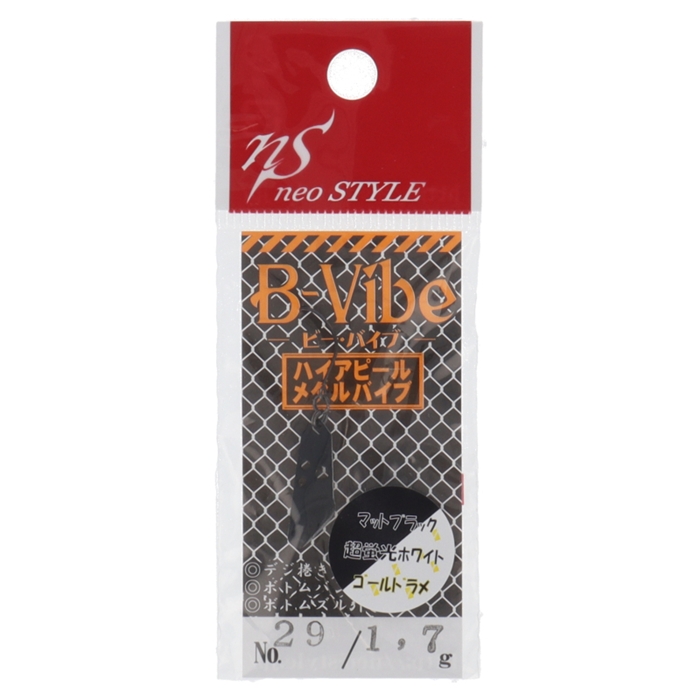 ns
neo STYLE
B-Vibe
ビー・バイブ
ハイアピール
メタルバイブ
マットブラック
超蛍光ホワイト
ゴールドラメ
◎デジ巻き
◎ボトムバ
◎ボトムズル引
No. 29 / 1,7g